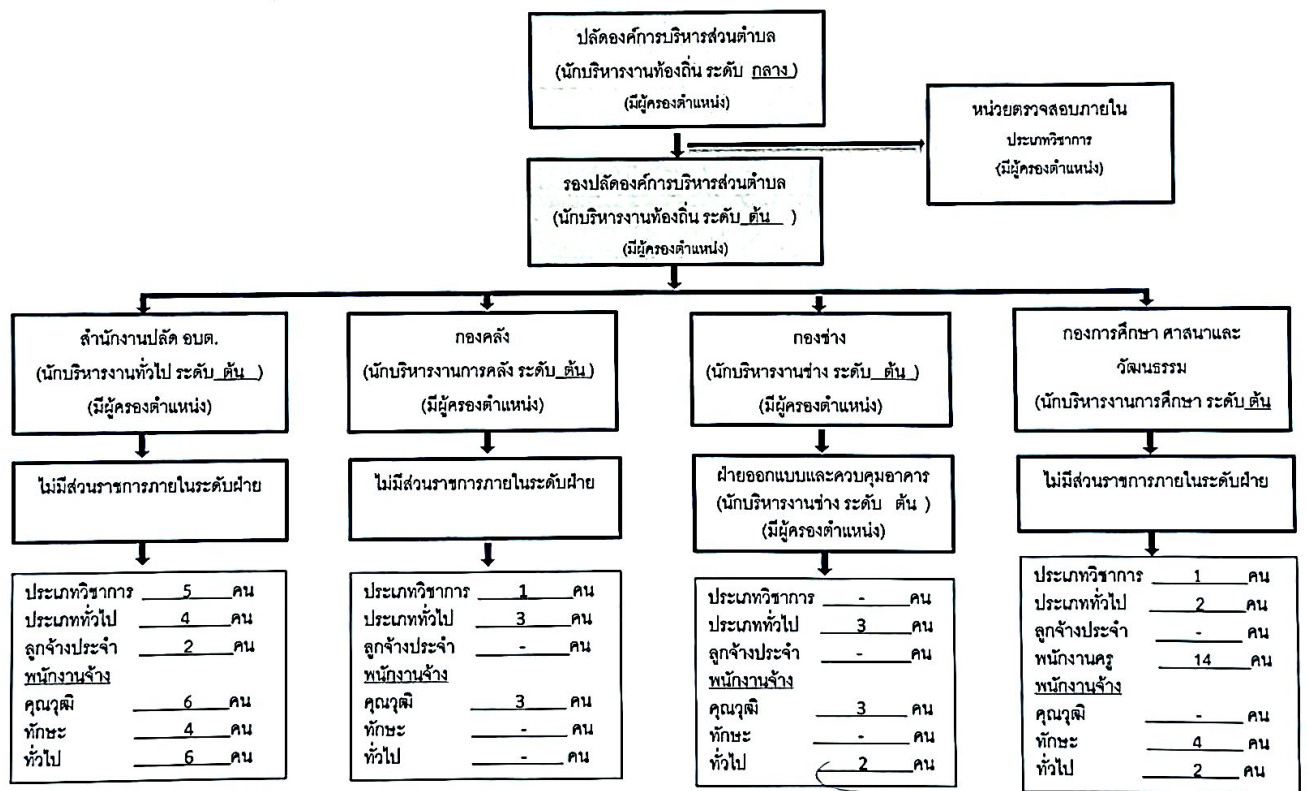 ปลัดองค์การบริหารส่วนตำบล
(นักบริหารงานท้องถิ่น ระดับ กลาง )
(มีผู้ครองตำแหน่ง)
หน่วยตรวจสอบภายใน
ประเภทวิชาการ
(มีผู้ครองตำแหน่ง)
รองปลัดองค์การบริหารส่วนตำบล
(นักบริหารงานท้องถิ่น ระดับ ต้น )
(มีผู้ครองตำแหน่ง)
สำนักงานปลัด อบต.
(นักบริหารงานทั่วไป ระดับ ต้น )
(มีผู้ครองตำแหน่ง)
กองคลัง
(นักบริหารงานการคลัง ระดับ ต้น )
(มีผู้ครองตำแหน่ง)
กองช่าง
(นักบริหารงานช่าง ระดับ ต้น )
(มีผู้ครองตำแหน่ง)
กองการศึกษา ศาสนาและ
วัฒนธรรม
(นักบริหารงานการศึกษา ระดับ ต้น
ไม่มีส่วนราชการภายในระดับฝ่าย
ไม่มีส่วนราชการภายในระดับฝ่าย
ฝ่ายออกแบบและควบคุมอาคาร
(นักบริหารงานช่าง ระดับ ต้น )
(มีผู้ครองตำแหน่ง)
ไม่มีส่วนราชการภายในระดับฝ่าย
ประเภทวิชาการ 5 คน
ประเภททั่วไป 4 คน
ลูกจ้างประจำ 2 คน
พนักงานจ้าง
คุณวุฒิ 6 คน
ทักษะ 4 คน
ทั่วไป 6 คน
ประเภทวิชาการ 1 คน
ประเภททั่วไป 3 คน
ลูกจ้างประจำ - คน
พนักงานจ้าง
คุณวุฒิ 3 คน
ทักษะ - คน
ทั่วไป - คน
ประเภทวิชาการ - คน
ประเภททั่วไป 3 คน
ลูกจ้างประจำ - คน
พนักงานจ้าง
คุณวุฒิ 3 คน
ทักษะ - คน
ทั่วไป 2 คน
ประเภทวิชาการ 1 คน
ประเภททั่วไป 2 คน
ลูกจ้างประจำ - คน
พนักงานครู 14 คน
พนักงานจ้าง
คุณวุฒิ - คน
ทักษะ 4 คน
ทั่วไป 2 คน